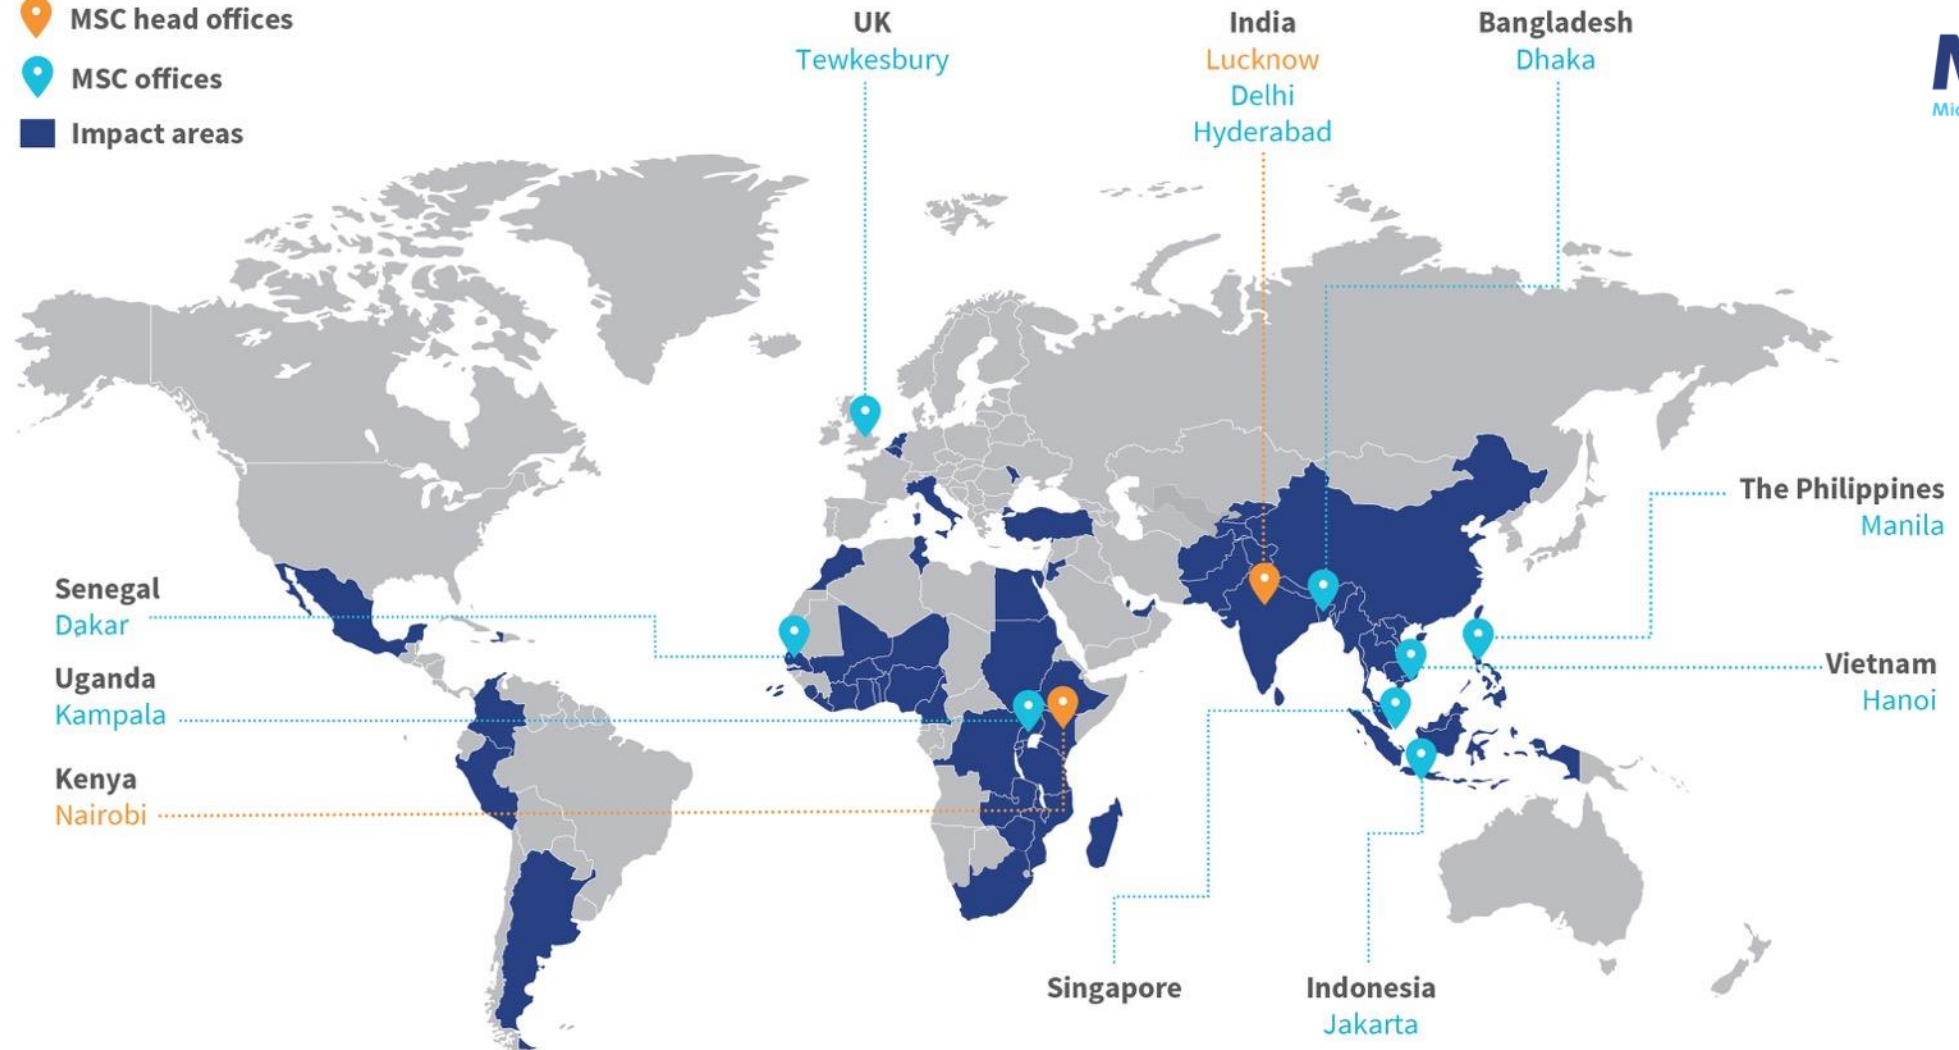 MSC head offices
MSC offices
Impact areas
UK
Tewkesbury
India
Lucknow
Delhi
Hyderabad
Bangladesh
Dhaka
The Philippines
Manila
Vietnam
Hanoi
Senegal
Dakar
Uganda
Kampala
Kenya
Nairobi
Singapore
Indonesia
Jakarta